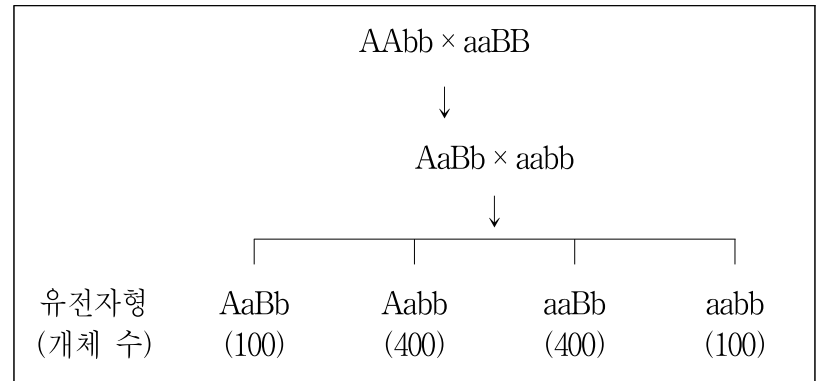 AAbb × aaBB
↓
AaBb × aabb
↓
유전자형 AaBb Aabb aaBb aabb
(개체 수) (100) (400) (400) (100)